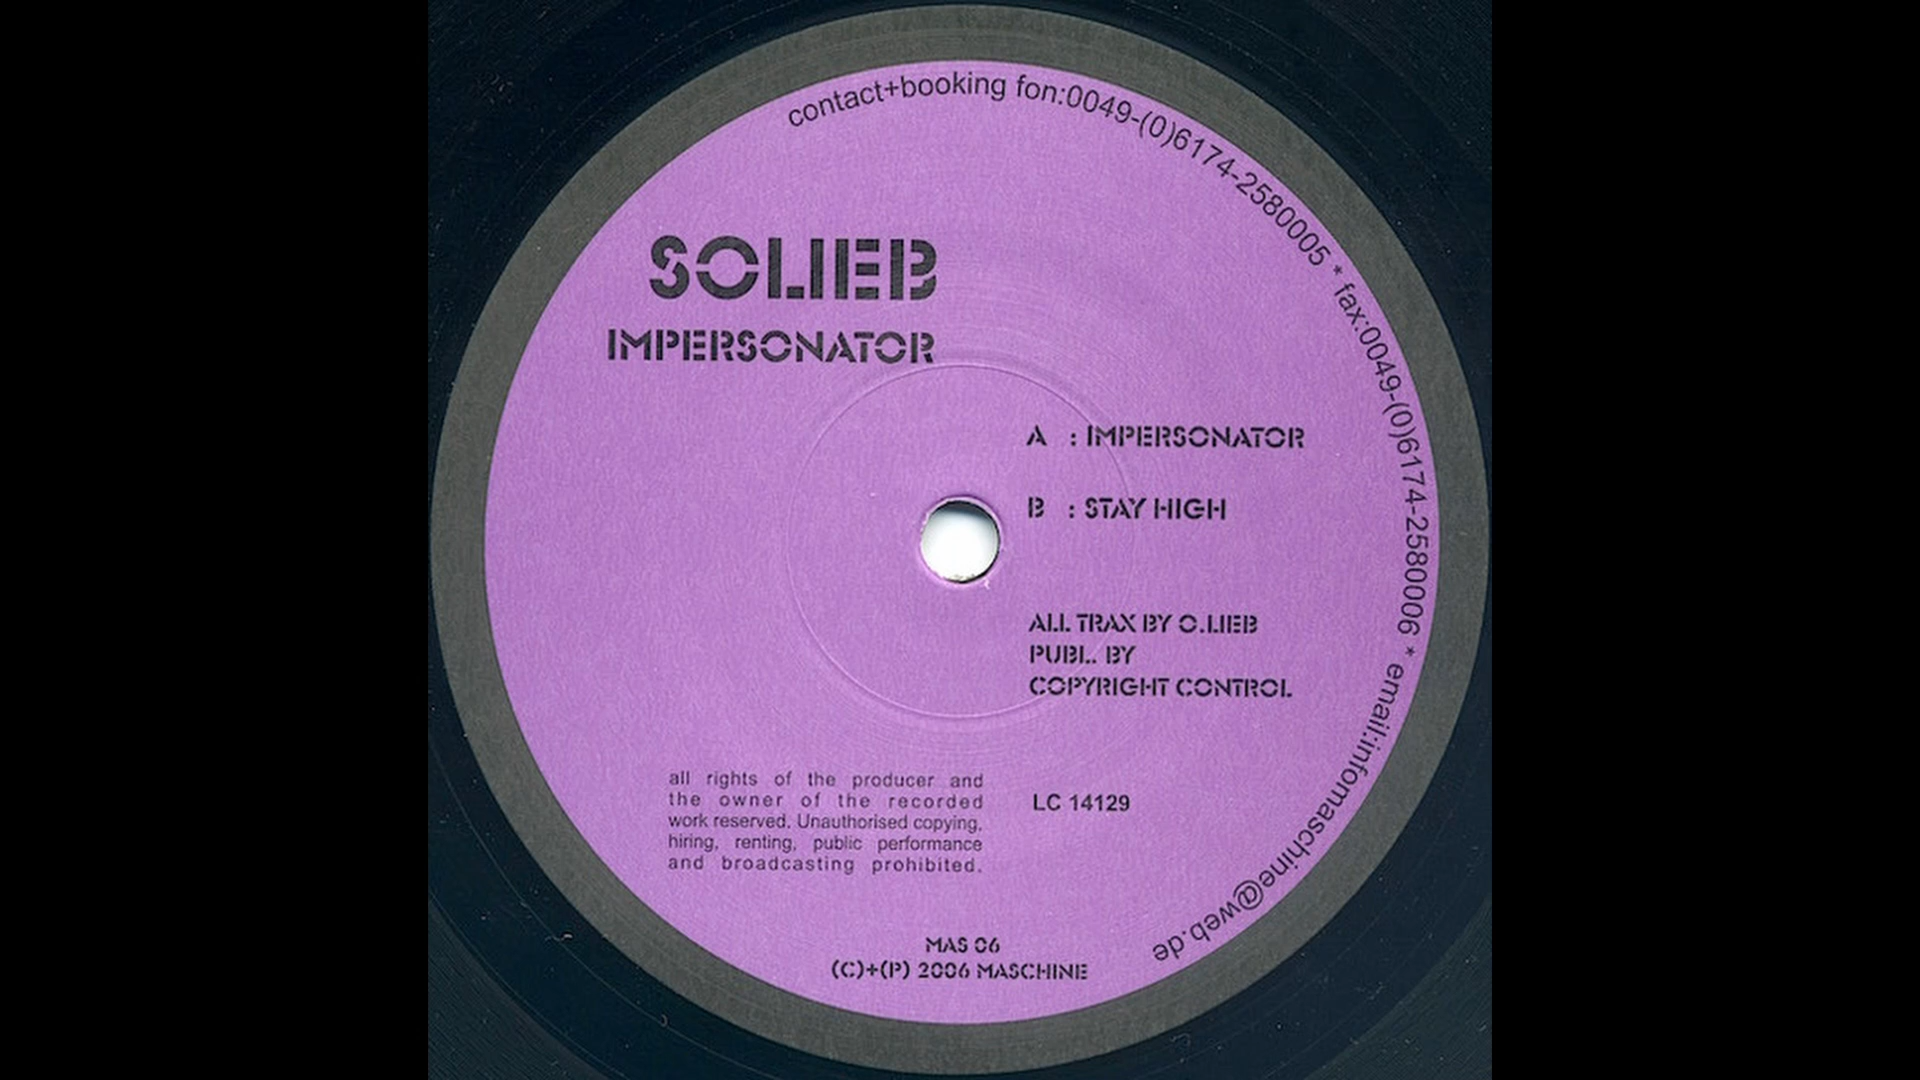 contact+booking fon:0049-(0)6174-2580005 * fax:0049-(0)6174-2580006 * email:infomaschine@web.de
SOLIEB
IMPERSONATOR
A : IMPERSONATOR
B : STAY HIGH
ALL TRAX BY O.LIEB
PUBL. BY
COPYRIGHT CONTROL
all rights of the producer and
the owner of the recorded
work reserved. Unauthorised copying,
hiring, renting, public performance
and broadcasting prohibited.
LC 14129
MAS 06
(C)+(P) 2006 MASCHINE